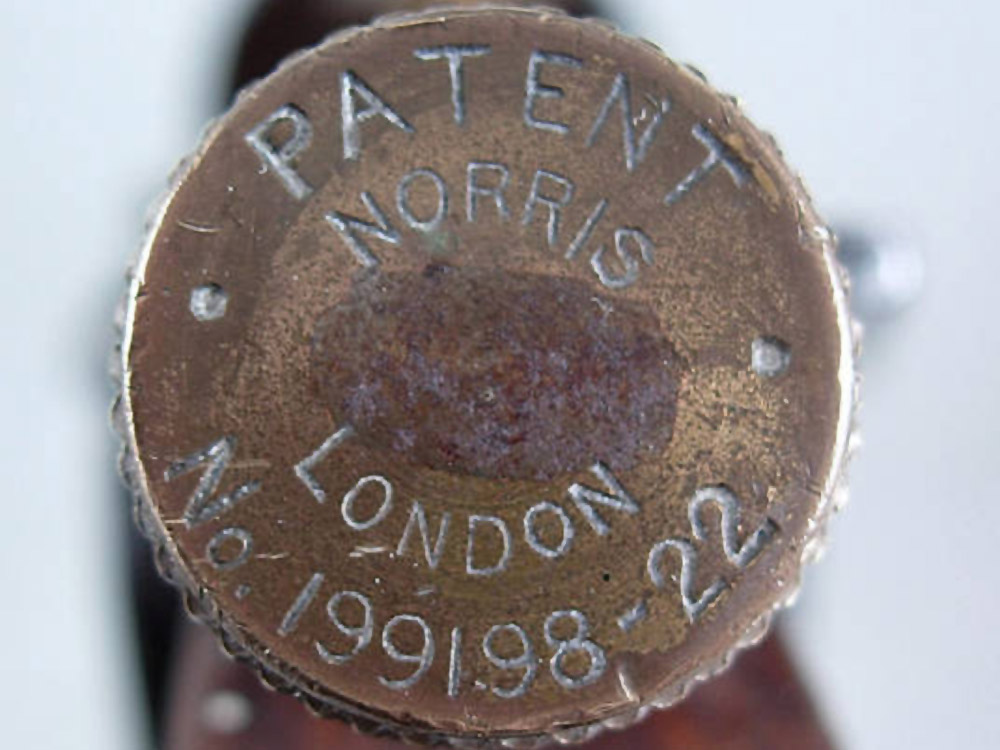 PATENT
NORRIS
LONDON
No. 199198-22